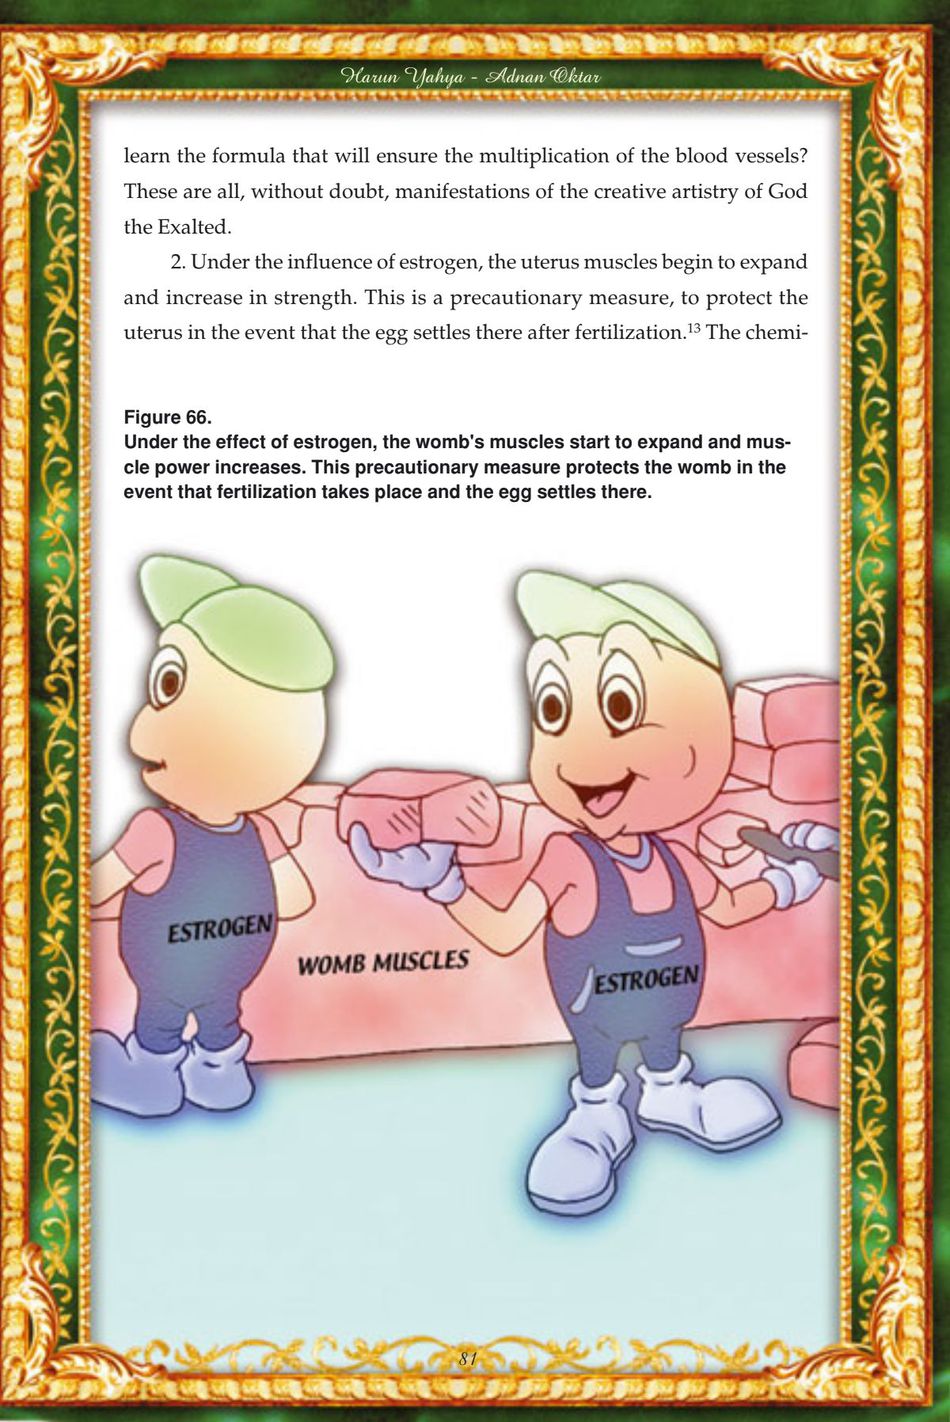 Harun Yahya - Adnan Oktar
learn the formula that will ensure the multiplication of the blood vessels?
These are all, without doubt, manifestations of the creative artistry of God
the Exalted.
2. Under the influence of estrogen, the uterus muscles begin to expand
and increase in strength. This is a precautionary measure, to protect the
uterus in the event that the egg settles there after fertilization.13 The chemi-
Figure 66.
Under the effect of estrogen, the womb's muscles start to expand and mus-
cle power increases. This precautionary measure protects the womb in the
event that fertilization takes place and the egg settles there.
ESTROGEN
WOMB MUSCLES
ESTROGEN
81